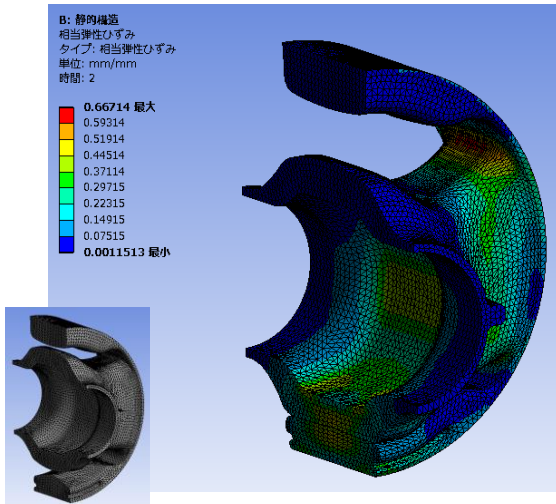 B: 静的構造
相当弾性ひずみ
タイプ: 相当弾性ひずみ
単位: mm/mm
時間: 2
0.66714 最大
0.59314
0.51914
0.44514
0.37114
0.29715
0.22315
0.14915
0.07515
0.0011513 最小